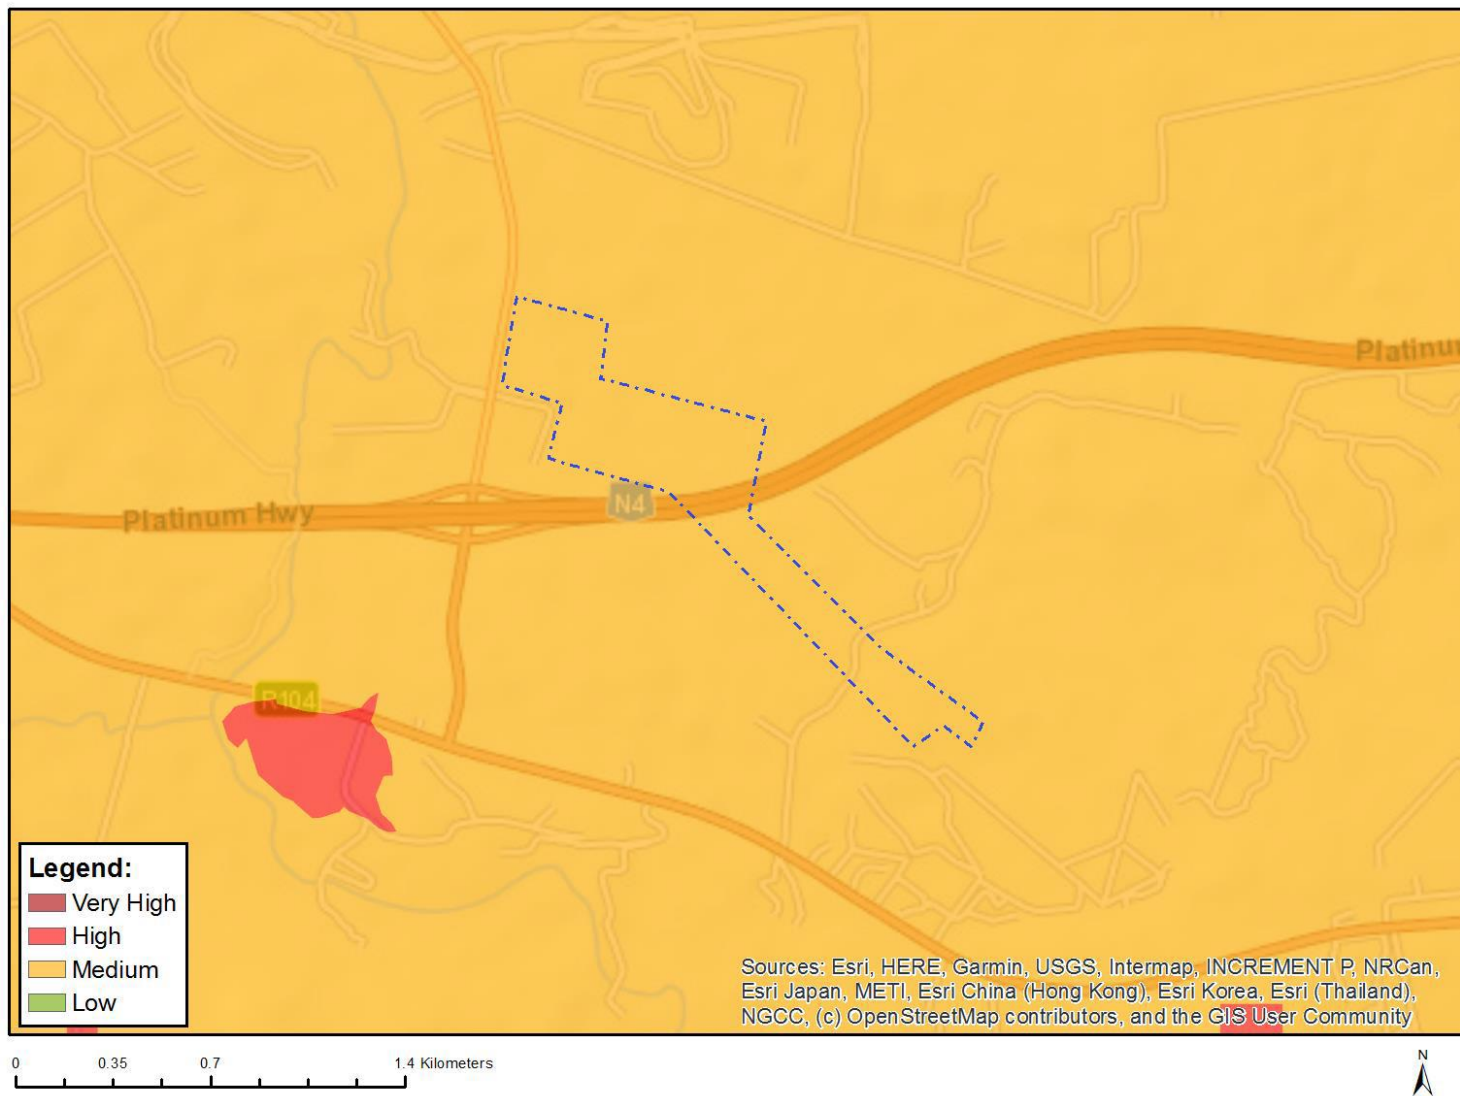 Platinum
Platinum Hwy
N4
R104
Legend:
Very High
High
Medium
Low
Sources: Esri, HERE, Garmin, USGS, Intermap, INCREMENT P, NRCan,
Esri Japan, METI, Esri China (Hong Kong), Esri Korea, Esri (Thailand),
NGCC, (c) OpenStreetMap contributors, and the GIS User Community
0 0.35 0.7 1.4 Kilometers
N